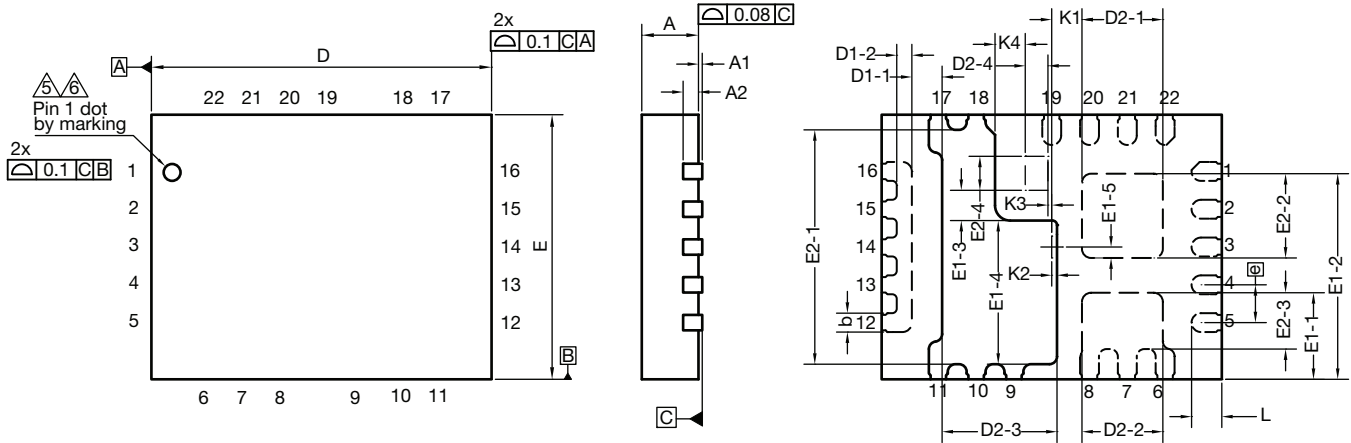 2x
⌓ 0.1 C A
A
D
5 6
Pin 1 dot
by marking
22 21 20 19 18 17
2x
⌓ 0.1 C B
1
2
3
4
5
16
15
14
13
12
E
B
6 7 8 9 10 11
⌓ 0.08 C
A
A1
A2
C
K1 D2-1
K4
D1-2
D2-4
D1-1
17 18 19 20 21 22
16
15
14
13
12
1
2
3
4
5
E2-1
b
E1-3
E2-4
E1-4
K3
K2
E1-5
E2-2
E1-2
e
E2-3
E1-1
11 10 9 8 7 6
L
D2-3 D2-2